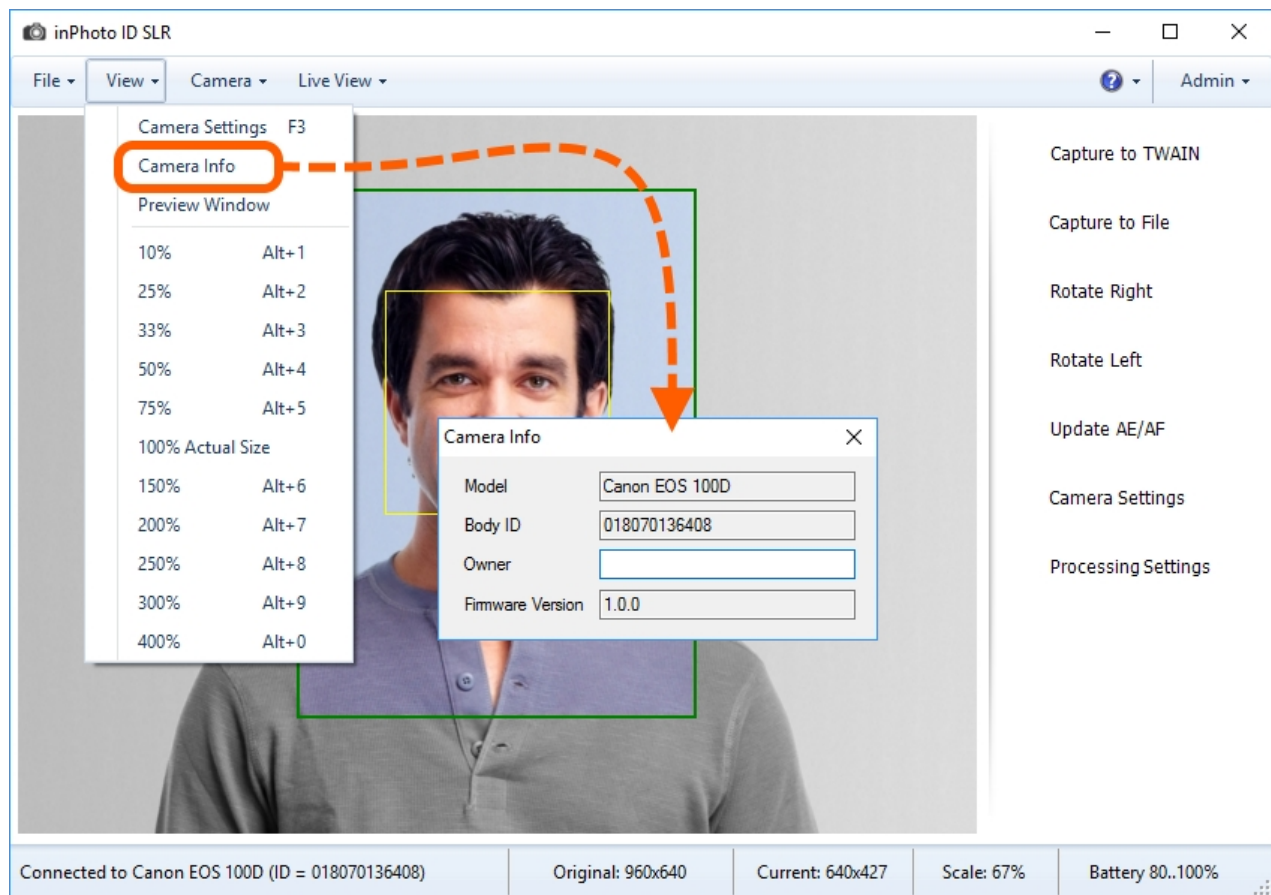 inPhoto ID SLR
File View Camera Live View ? Admin
Camera Settings F3
Camera Info
Preview Window
10% Alt+1
25% Alt+2
33% Alt+3
50% Alt+4
75% Alt+5
100% Actual Size
150% Alt+6
200% Alt+7
250% Alt+8
300% Alt+9
400% Alt+0
Camera Info
Model Canon EOS 100D
Body ID 018070136408
Owner
Firmware Version 1.0.0
Capture to TWAIN
Capture to File
Rotate Right
Rotate Left
Update AE/AF
Camera Settings
Processing Settings
Connected to Canon EOS 100D (ID = 018070136408) Original: 960x640 Current: 640x427 Scale: 67% Battery 80..100%